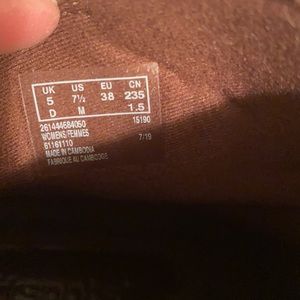 UK US EU CN
5 7½ 38 235
D M 1.5
261444684050 15190
WOMENS/FEMMES
61161110 7/19
MADE IN CAMBODIA
FABRIQUE AU CAMBODGE